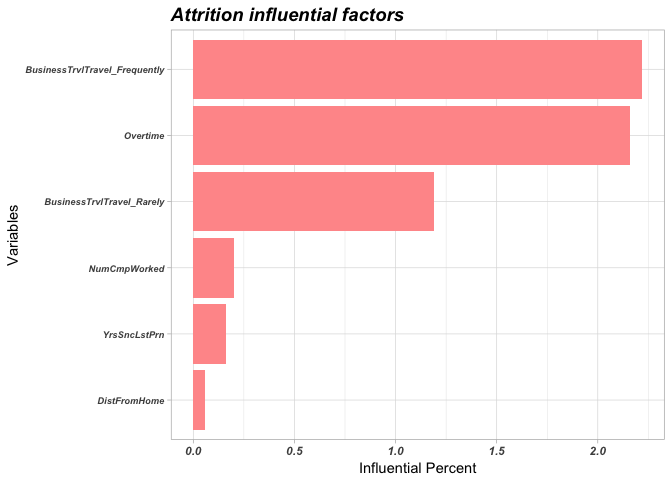 Attrition influential factors
BusinessTrvlTravel_Frequently
Overtime
BusinessTrvlTravel_Rarely
NumCmpWorked
YrsSncLstPrn
DistFromHome
Variables
0.0 0.5 1.0 1.5 2.0
Influential Percent